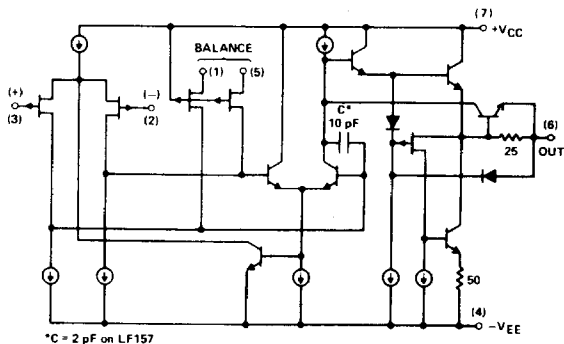 (7)
+VCC
BALANCE
(1) (5)
(+)
(3)
(−)
(2)
C*
10 pF
(6)
25
OUT
50
(4)
−VEE
*C = 2 pF on LF157